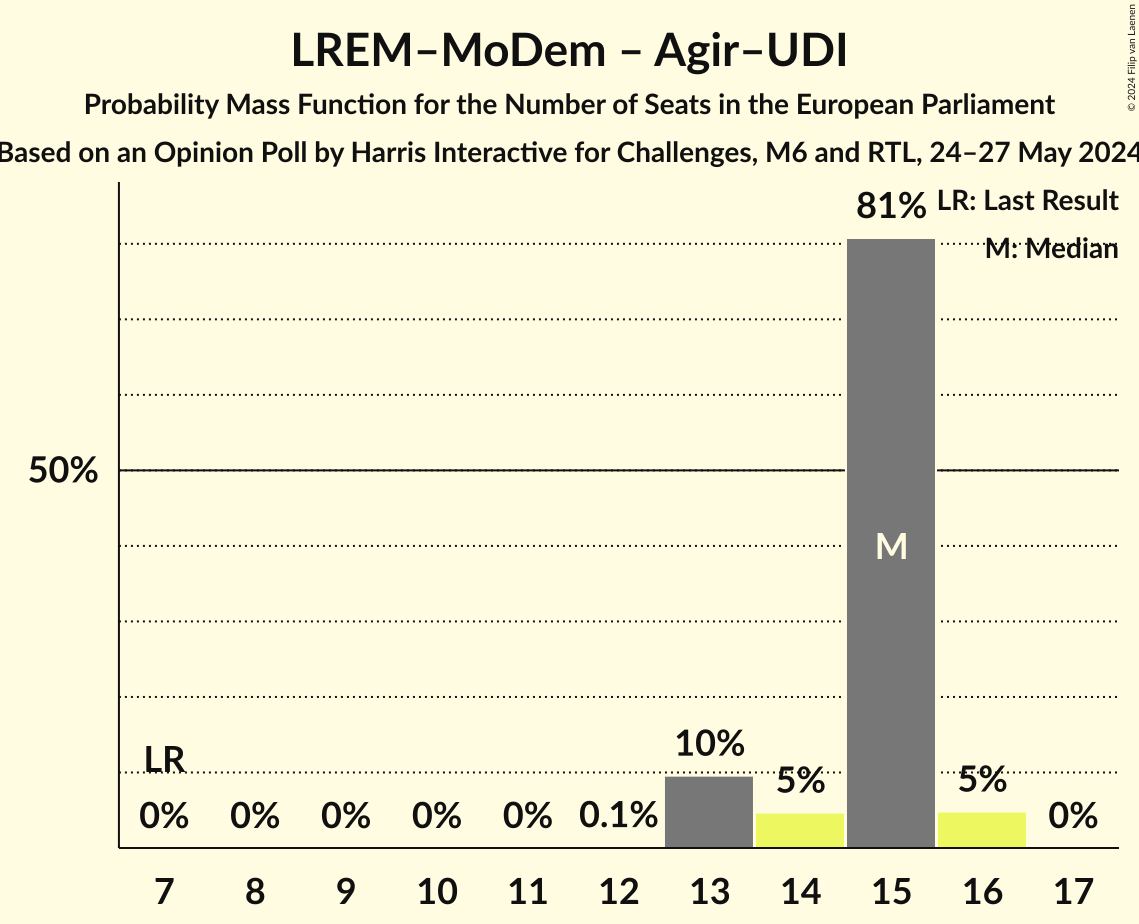 LREM–MoDem – Agir–UDI
Probability Mass Function for the Number of Seats in the European Parliament
Based on an Opinion Poll by Harris Interactive for Challenges, M6 and RTL, 24–27 May 2024
© 2024 Filip van Laenen
LR: Last Result
M: Median
81%
50%
M
LR
10%
5%
5%
0% 0% 0% 0% 0% 0.1% 0%
7 8 9 10 11 12 13 14 15 16 17